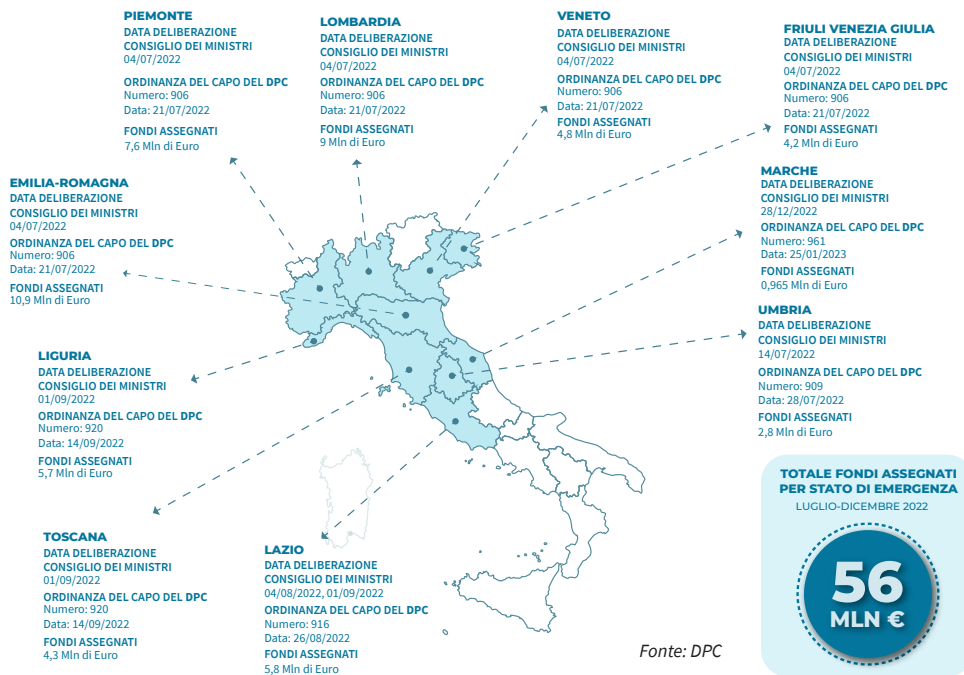 PIEMONTE
DATA DELIBERAZIONE
CONSIGLIO DEI MINISTRI
04/07/2022
ORDINANZA DEL CAPO DEL DPC
Numero: 906
Data: 21/07/2022
FONDI ASSEGNATI
7,6 Mln di Euro
LOMBARDIA
DATA DELIBERAZIONE
CONSIGLIO DEI MINISTRI
04/07/2022
ORDINANZA DEL CAPO DEL DPC
Numero: 906
Data: 21/07/2022
FONDI ASSEGNATI
9 Mln di Euro
VENETO
DATA DELIBERAZIONE
CONSIGLIO DEI MINISTRI
04/07/2022
ORDINANZA DEL CAPO DEL DPC
Numero: 906
Data: 21/07/2022
FONDI ASSEGNATI
4,8 Mln di Euro
FRIULI VENEZIA GIULIA
DATA DELIBERAZIONE
CONSIGLIO DEI MINISTRI
04/07/2022
ORDINANZA DEL CAPO DEL DPC
Numero: 906
Data: 21/07/2022
FONDI ASSEGNATI
4,2 Mln di Euro
EMILIA-ROMAGNA
DATA DELIBERAZIONE
CONSIGLIO DEI MINISTRI
04/07/2022
ORDINANZA DEL CAPO DEL DPC
Numero: 906
Data: 21/07/2022
FONDI ASSEGNATI
10,9 Mln di Euro
MARCHE
DATA DELIBERAZIONE
CONSIGLIO DEI MINISTRI
28/12/2022
ORDINANZA DEL CAPO DEL DPC
Numero: 961
Data: 25/01/2023
FONDI ASSEGNATI
0,965 Mln di Euro
UMBRIA
DATA DELIBERAZIONE
CONSIGLIO DEI MINISTRI
14/07/2022
ORDINANZA DEL CAPO DEL DPC
Numero: 909
Data: 28/07/2022
FONDI ASSEGNATI
2,8 Mln di Euro
LIGURIA
DATA DELIBERAZIONE
CONSIGLIO DEI MINISTRI
01/09/2022
ORDINANZA DEL CAPO DEL DPC
Numero: 920
Data: 14/09/2022
FONDI ASSEGNATI
5,7 Mln di Euro
TOSCANA
DATA DELIBERAZIONE
CONSIGLIO DEI MINISTRI
01/09/2022
ORDINANZA DEL CAPO DEL DPC
Numero: 920
Data: 14/09/2022
FONDI ASSEGNATI
4,3 Mln di Euro
LAZIO
DATA DELIBERAZIONE
CONSIGLIO DEI MINISTRI
04/08/2022, 01/09/2022
ORDINANZA DEL CAPO DEL DPC
Numero: 916
Data: 26/08/2022
FONDI ASSEGNATI
5,8 Mln di Euro
TOTALE FONDI ASSEGNATI
PER STATO DI EMERGENZA
LUGLIO-DICEMBRE 2022
56
MLN €
Fonte: DPC